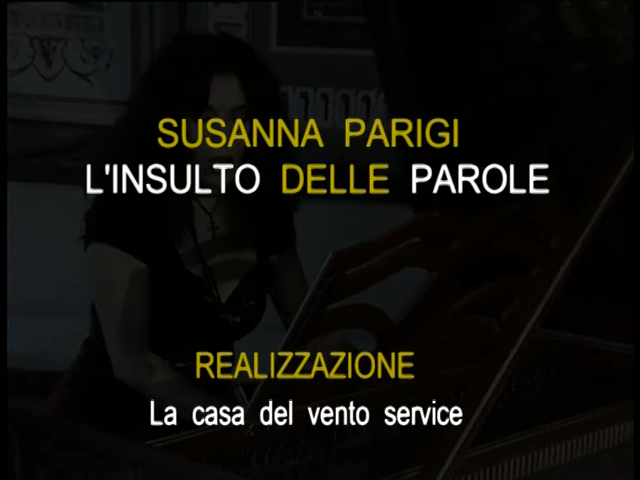 SUSANNA PARIGI
L'INSULTO DELLE PAROLE
REALIZZAZIONE
La casa del vento service